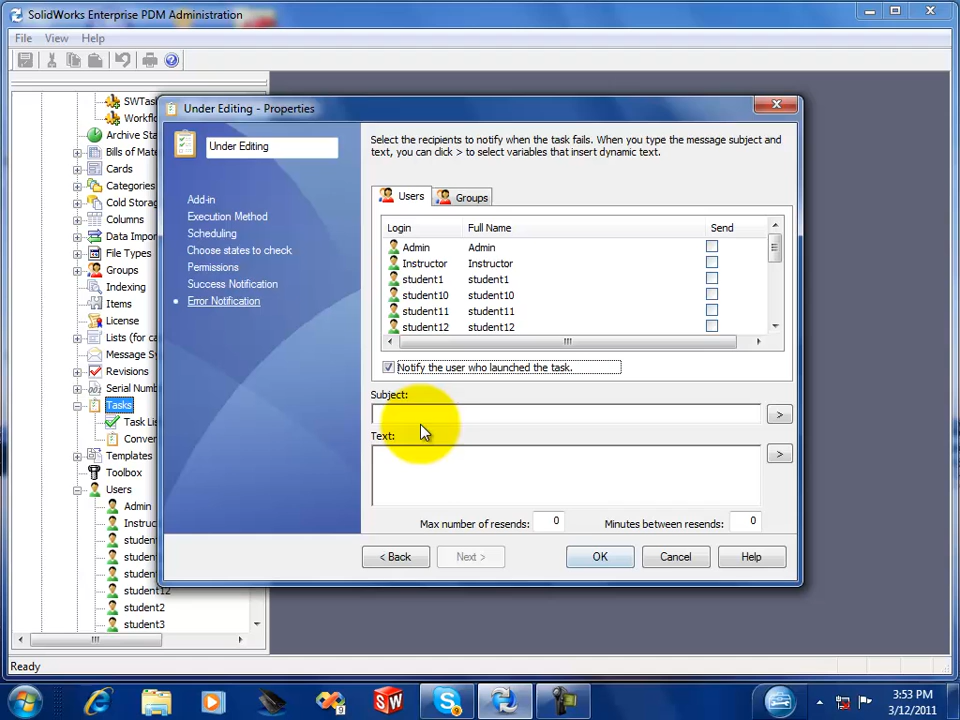 SolidWorks Enterprise PDM Administration
File View Help
SWTas
Workflo
Archive Sta
Bills of Mate
Cards
Categories
Cold Storag
Columns
Data Impor
File Types
Groups
Indexing
Items
License
Lists (for ca
Message Sy
Revisions
Serial Numb
Tasks
Task Lis
Conver
Templates
Toolbox
Users
Admin
Instruc
studen
studen
studen
student12
student2
student3
Ready
Under Editing - Properties
Under Editing
Add-in
Execution Method
Scheduling
Choose states to check
Permissions
Success Notification
Error Notification
Select the recipients to notify when the task fails. When you type the message subject and
text, you can click > to select variables that insert dynamic text.
Users Groups
Login Full Name Send
Admin Admin
Instructor Instructor
student1 student1
student10 student10
student11 student11
student12 student12
Notify the user who launched the task.
Subject:
>
Text:
>
Max number of resends: 0 Minutes between resends: 0
< Back Next > OK Cancel Help
3:53 PM
3/12/2011